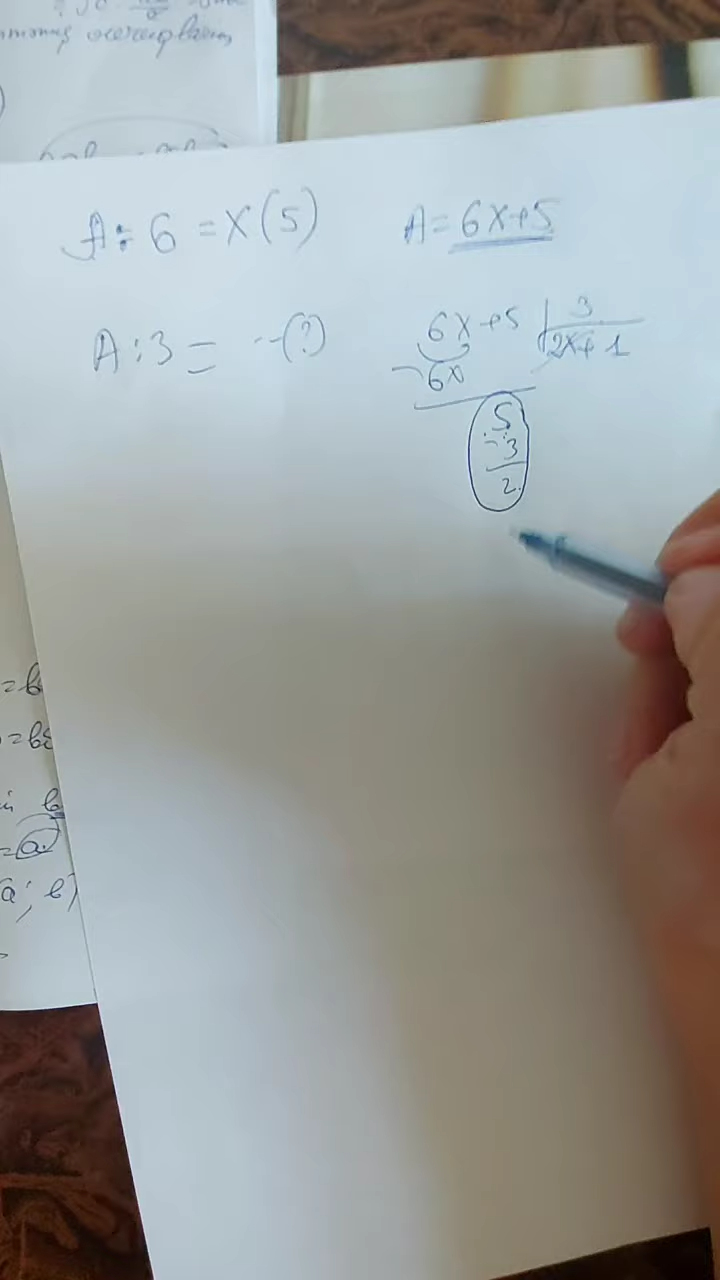 A : 6 = x(5)    A = 6x+5
A : 3 = --(?)    6x+5 | 3
2x+1
-6x
5
-3
2
=b
a
a; b)